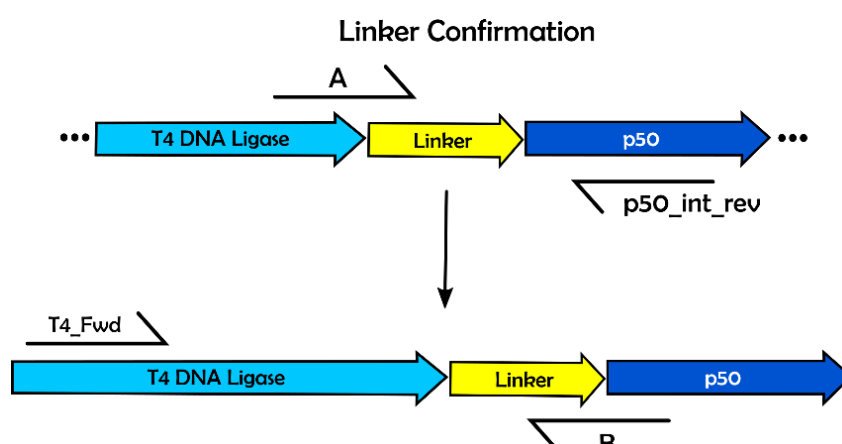 Linker Confirmation
A
T4 DNA Ligase
Linker
p50
p50_int_rev
T4_Fwd
T4 DNA Ligase
Linker
p50